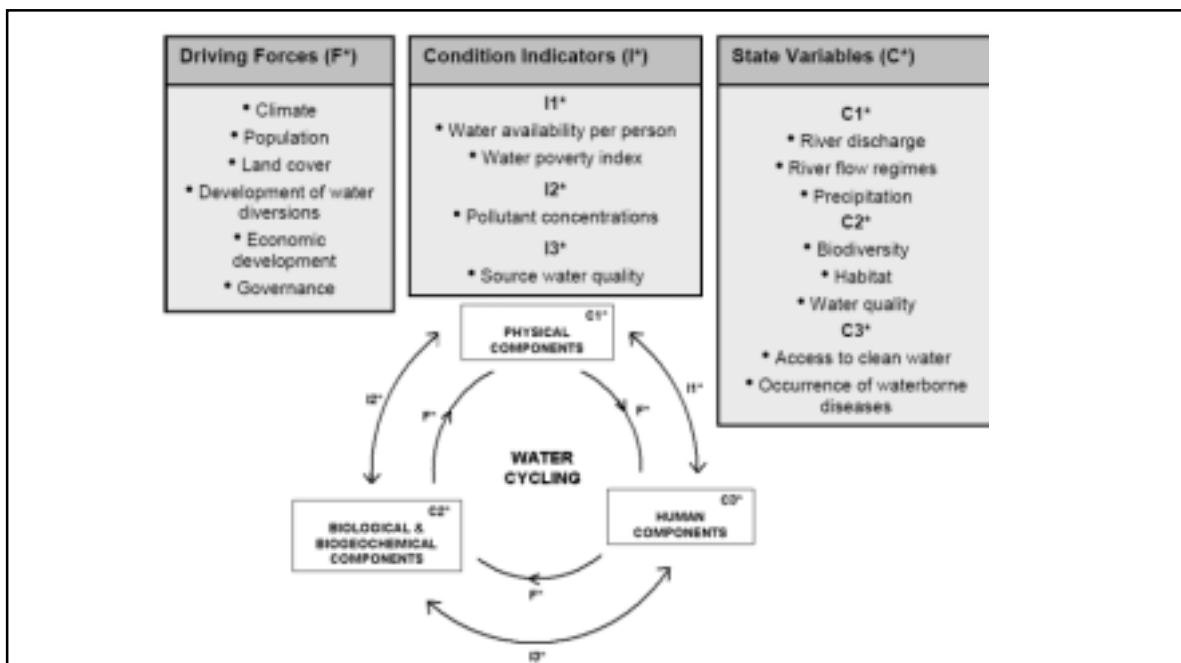 Driving Forces (F*)
• Climate
• Population
• Land cover
• Development of water
diversions
• Economic
development
• Governance
Condition Indicators (I*)
I1*
• Water availability per person
• Water poverty index
I2*
• Pollutant concentrations
I3*
• Source water quality
State Variables (C*)
C1*
• River discharge
• River flow regimes
• Precipitation
C2*
• Biodiversity
• Habitat
• Water quality
C3*
• Access to clean water
• Occurrence of waterborne
diseases
C1*
PHYSICAL
COMPONENTS
I2*
I1*
F*
F*
WATER
CYCLING
C2*
BIOLOGICAL &
BIOGEOCHEMICAL
COMPONENTS
C3*
HUMAN
COMPONENTS
F*
I3*